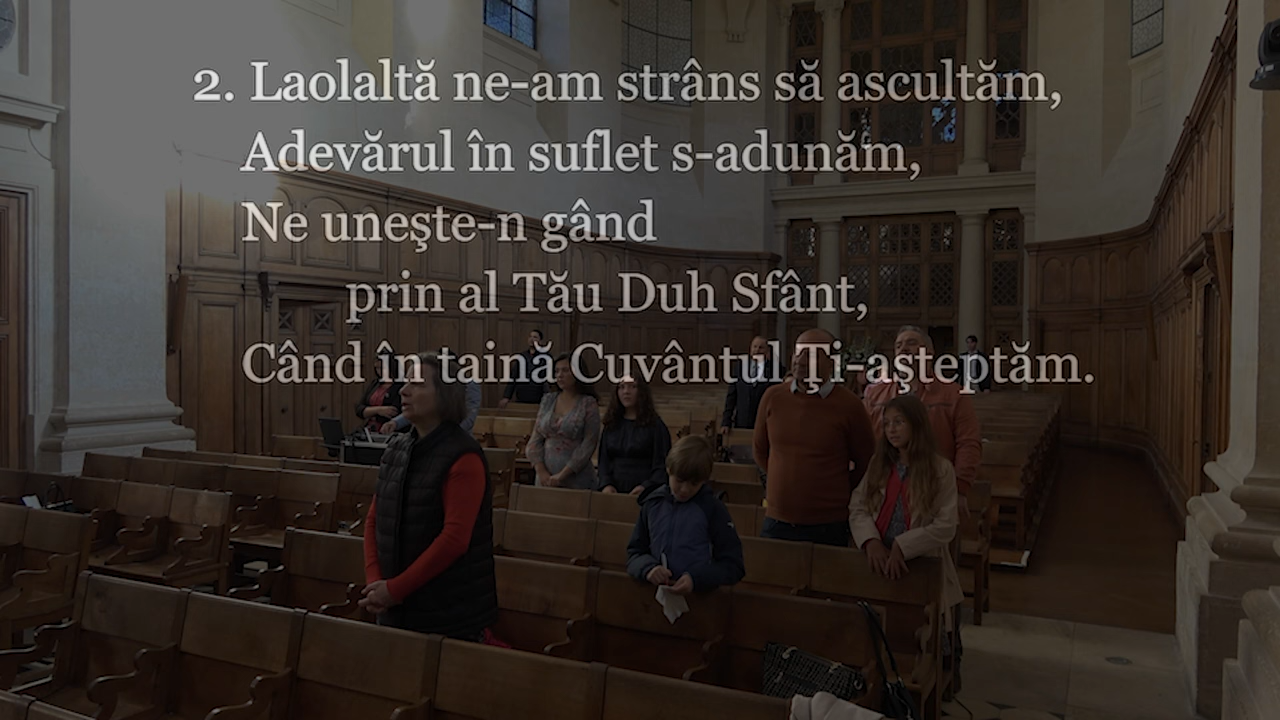 2. Laolaltă ne-am strâns să ascultăm,
Adevărul în suflet s-adunăm,
Ne uneşte-n gând
prin al Tău Duh Sfânt,
Când în taină Cuvântul Ţi-aşteptăm.